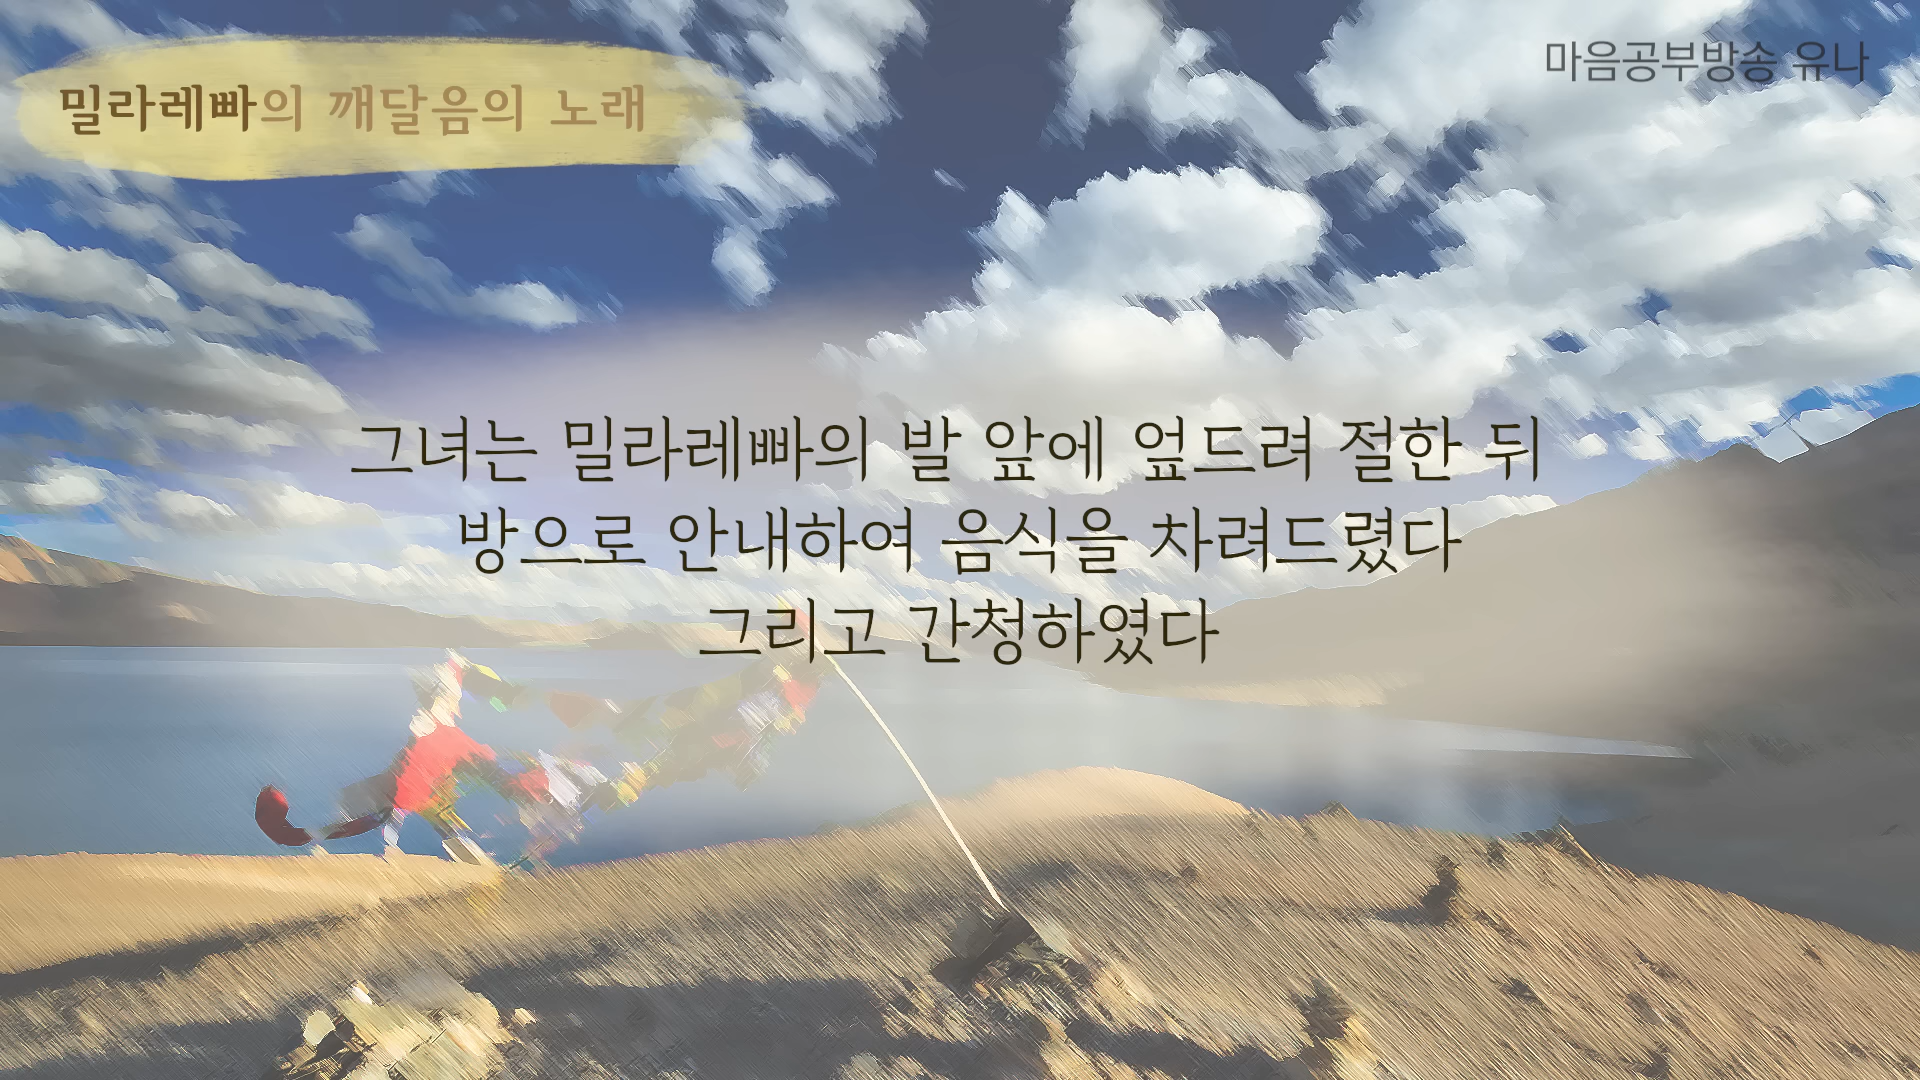 밀라레빠의 깨달음의 노래
마음공부방송 유나
그녀는 밀라레빠의 발 앞에 엎드려 절한 뒤
방으로 안내하여 음식을 차려드렸다
그리고 간청하였다